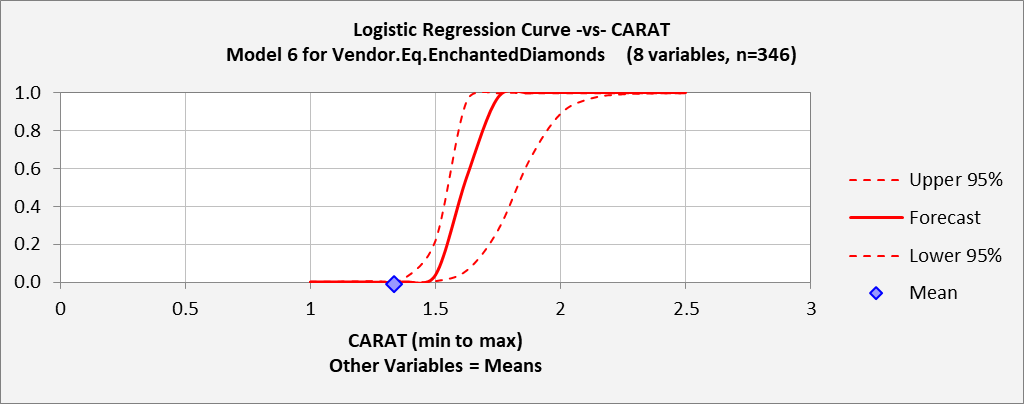 Logistic Regression Curve -vs- CARAT
Model 6 for Vendor.Eq.EnchantedDiamonds (8 variables, n=346)
1.0
0.8
0.6
0.4
0.2
0.0
0 0.5 1 1.5 2 2.5 3
CARAT (min to max)
Other Variables = Means
Upper 95%
Forecast
Lower 95%
Mean